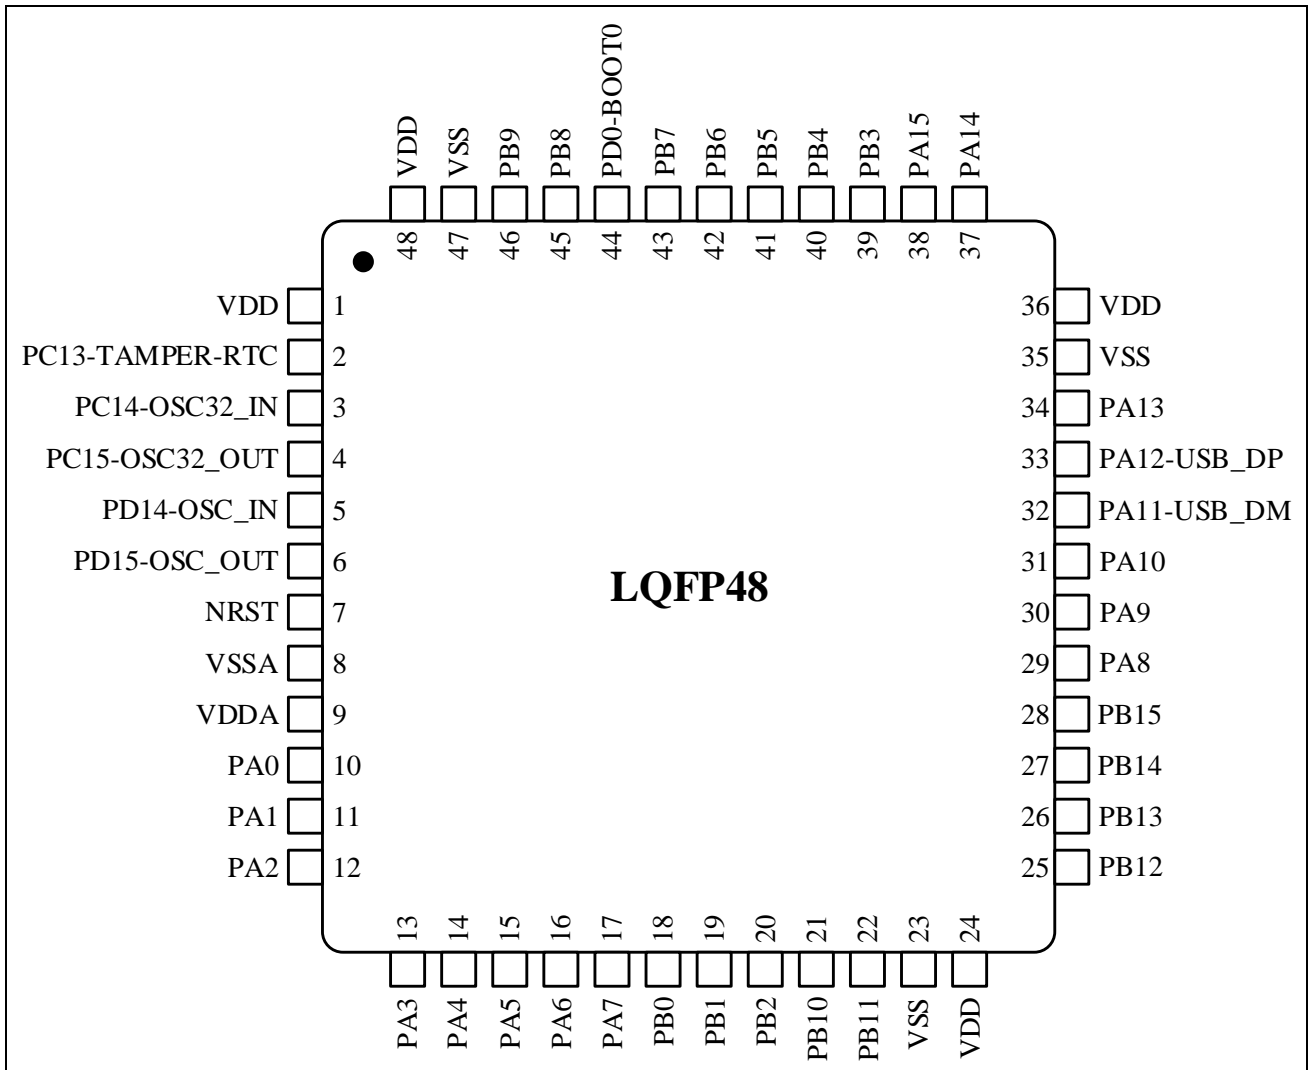 VDD
VSS
PB9
PB8
PD0-BOOT0
PB7
PB6
PB5
PB4
PB3
PA15
PA14
48
47
46
45
44
43
42
41
40
39
38
37
VDD 1
PC13-TAMPER-RTC 2
PC14-OSC32_IN 3
PC15-OSC32_OUT 4
PD14-OSC_IN 5
PD15-OSC_OUT 6
NRST 7
VSSA 8
VDDA 9
PA0 10
PA1 11
PA2 12
LQFP48
36 VDD
35 VSS
34 PA13
33 PA12-USB_DP
32 PA11-USB_DM
31 PA10
30 PA9
29 PA8
28 PB15
27 PB14
26 PB13
25 PB12
13
14
15
16
17
18
19
20
21
22
23
24
PA3
PA4
PA5
PA6
PA7
PB0
PB1
PB2
PB10
PB11
VSS
VDD